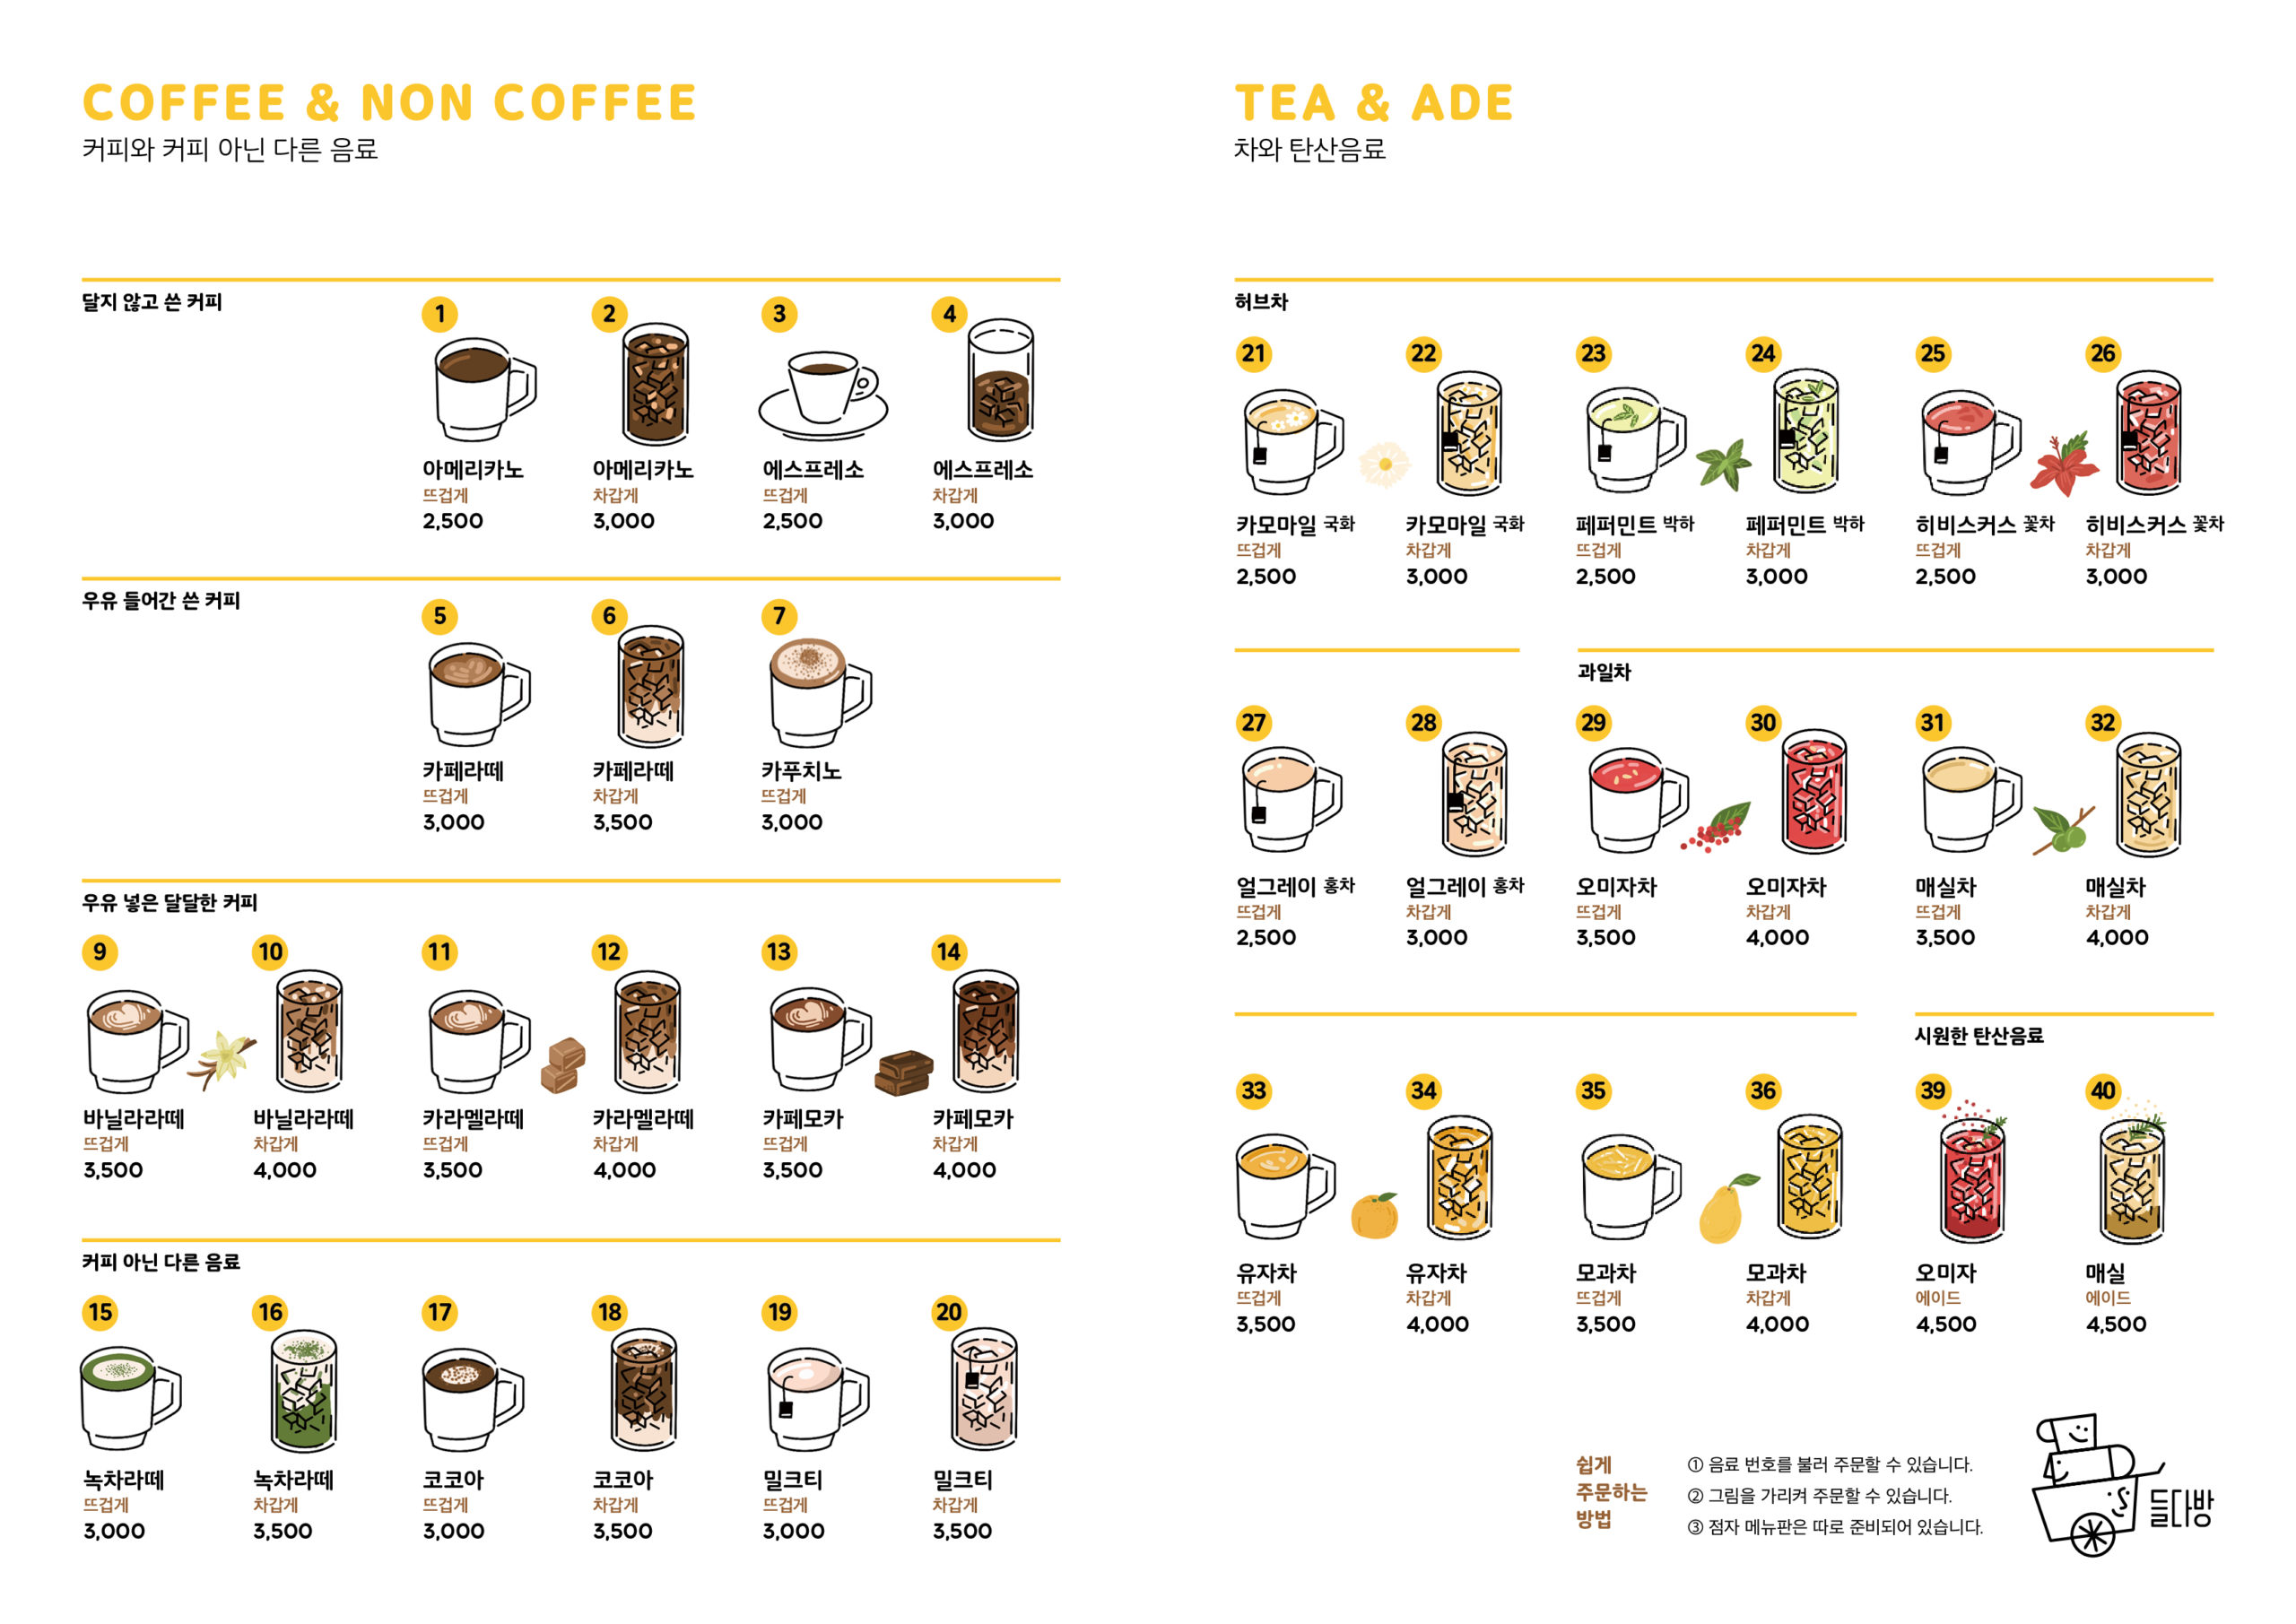 COFFEE & NON COFFEE
커피와 커피 아닌 다른 음료
달지 않고 쓴 커피
1 2 3 4
아메리카노 아메리카노 에스프레소 에스프레소
뜨겁게 차갑게 뜨겁게 차갑게
2,500 3,000 2,500 3,000
우유 들어간 쓴 커피
5 6 7
카페라떼 카페라떼 카푸치노
뜨겁게 차갑게 뜨겁게
3,000 3,500 3,000
우유 넣은 달달한 커피
9 10 11 12 13 14
바닐라라떼 바닐라라떼 카라멜라떼 카라멜라떼 카페모카 카페모카
뜨겁게 차갑게 뜨겁게 차갑게 뜨겁게 차갑게
3,500 4,000 3,500 4,000 3,500 4,000
커피 아닌 다른 음료
15 16 17 18 19 20
녹차라떼 녹차라떼 코코아 코코아 밀크티 밀크티
뜨겁게 차갑게 뜨겁게 차갑게 뜨겁게 차갑게
3,000 3,500 3,000 3,500 3,000 3,500
TEA & ADE
차와 탄산음료
허브차
21 22 23 24 25 26
카모마일 국화 카모마일 국화 페퍼민트 박하 페퍼민트 박하 히비스커스 꽃차 히비스커스 꽃차
뜨겁게 차갑게 뜨겁게 차갑게 뜨겁게 차갑게
2,500 3,000 2,500 3,000 2,500 3,000
과일차
27 28 29 30 31 32
얼그레이 홍차 얼그레이 홍차 오미자차 오미자차 매실차 매실차
뜨겁게 차갑게 뜨겁게 차갑게 뜨겁게 차갑게
2,500 3,000 3,500 4,000 3,500 4,000
시원한 탄산음료
33 34 35 36 39 40
유자차 유자차 모과차 모과차 오미자 매실
뜨겁게 차갑게 뜨겁게 차갑게 에이드 에이드
3,500 4,000 3,500 4,000 4,500 4,500
쉽게
주문하는
방법
① 음료 번호를 불러 주문할 수 있습니다.
② 그림을 가리켜 주문할 수 있습니다.
③ 점자 메뉴판은 따로 준비되어 있습니다.
들다방